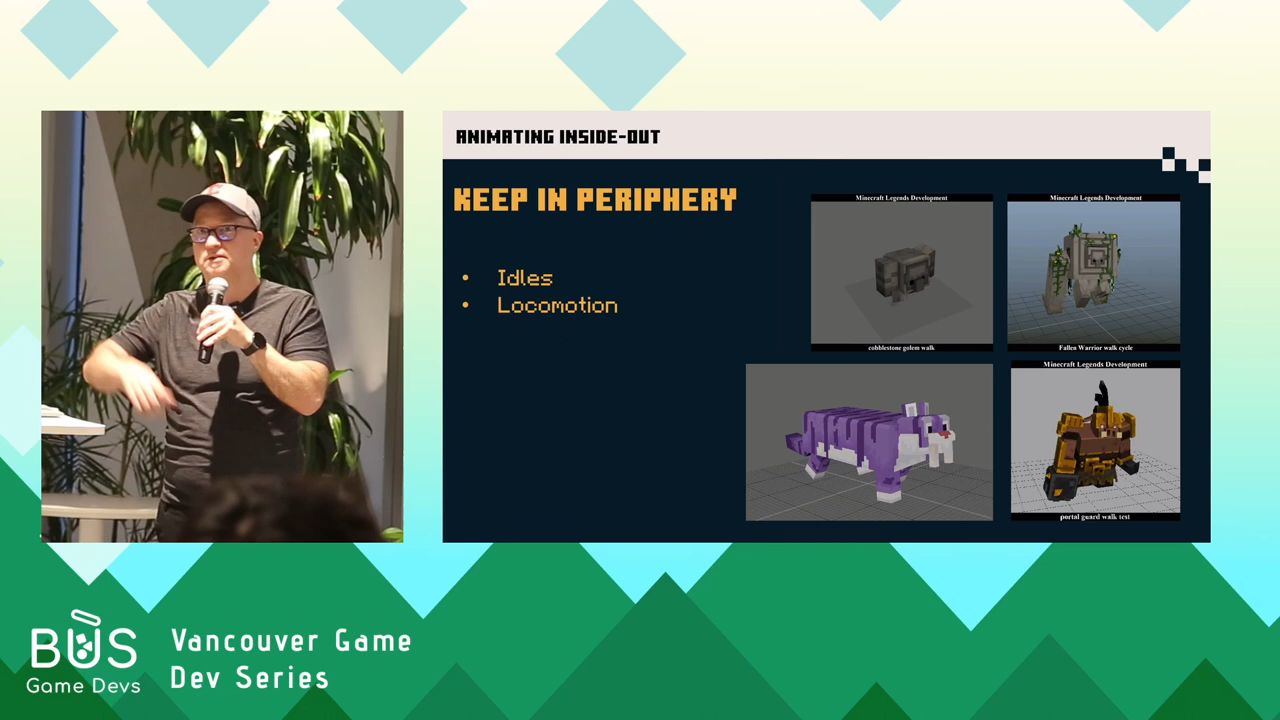 ANIMATING INSIDE-OUT
KEEP IN PERIPHERY
• Idles
• Locomotion
Minecraft Legends Development
cobblestone golem walk
Minecraft Legends Development
Fallen Warrior walk cycle
Minecraft Legends Development
portal guard walk test
BUS
Game Devs
Vancouver Game
Dev Series